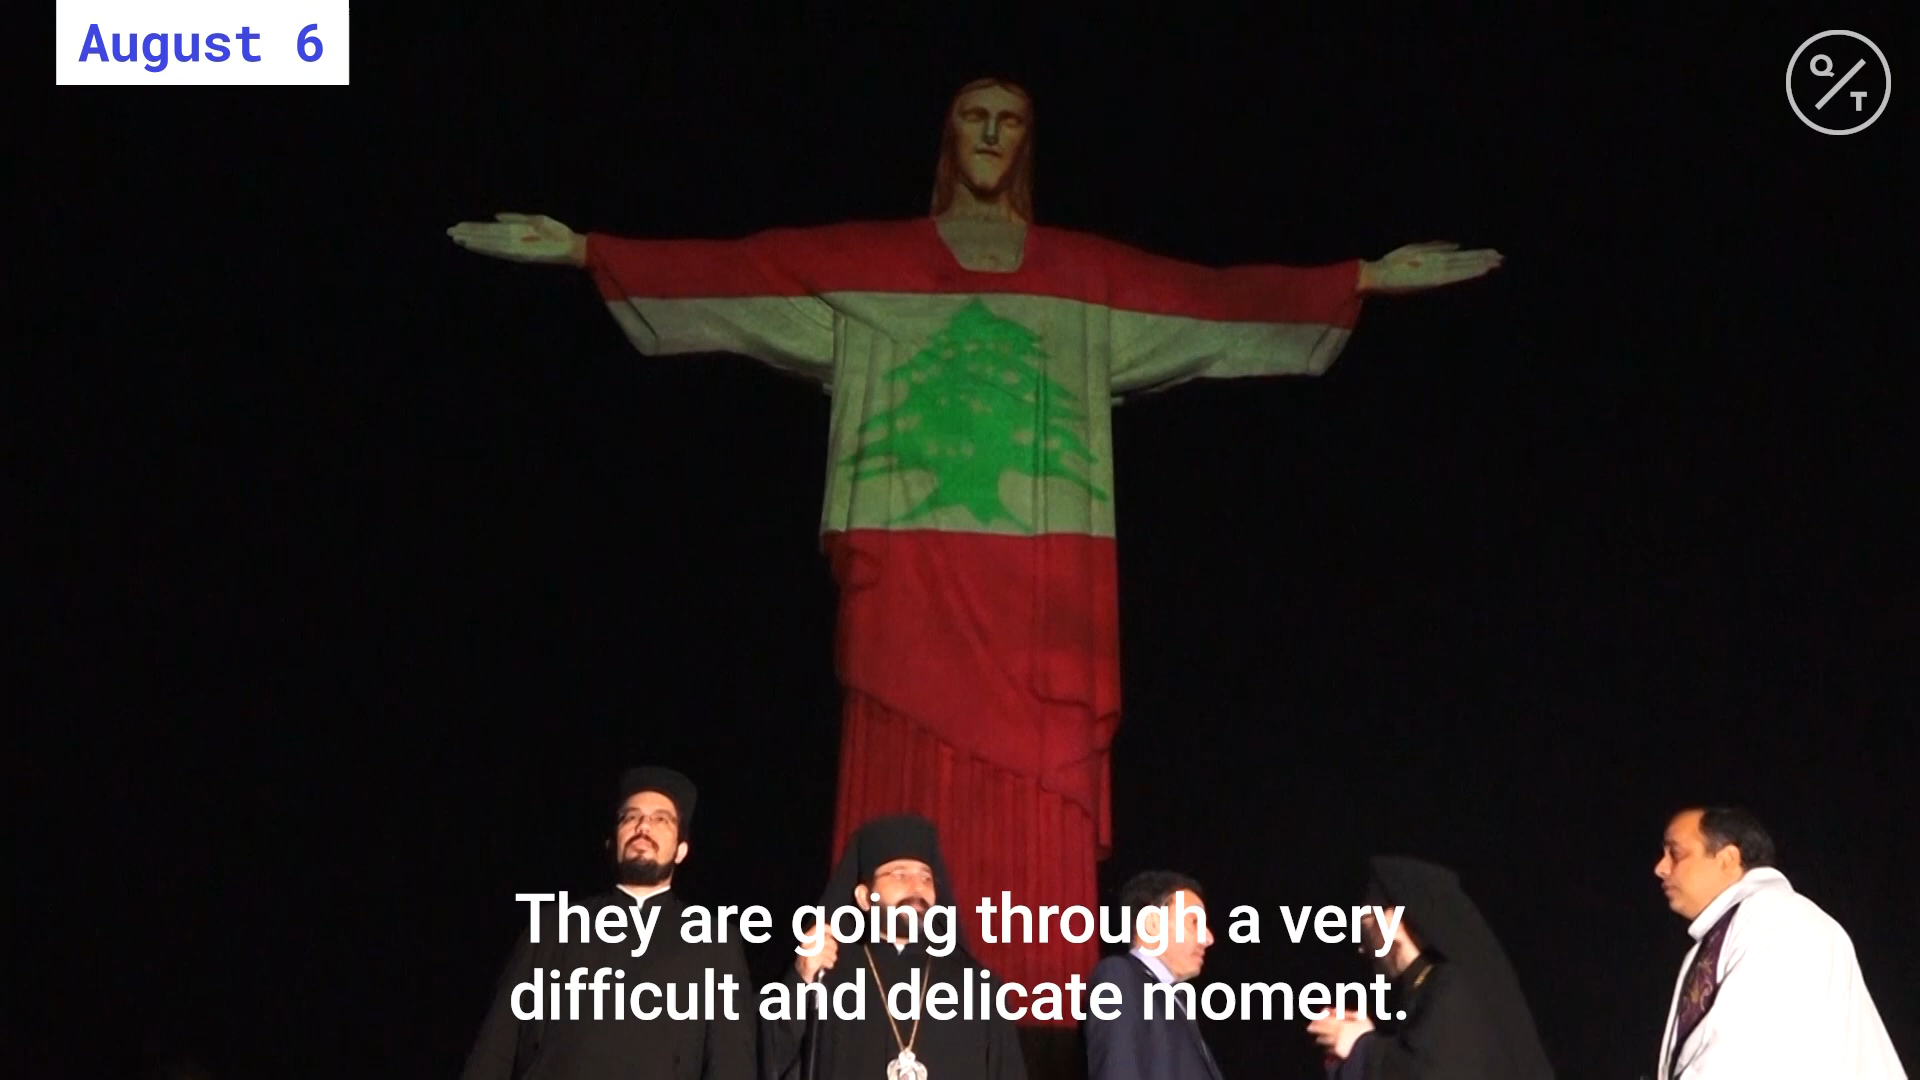 August 6
Q/T
They are going through a very
difficult and delicate moment.